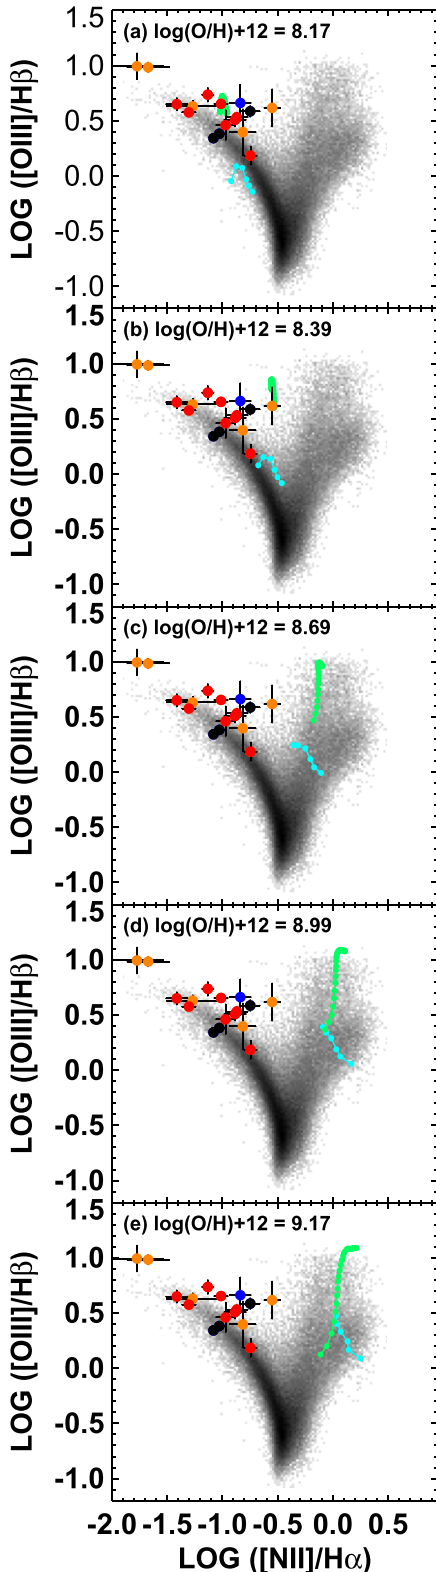 (a) log(O/H)+12 = 8.17
1.5
1.0
0.5
0.0
-0.5
-1.0
LOG ([OIII]/Hβ)
(b) log(O/H)+12 = 8.39
1.5
1.0
0.5
0.0
-0.5
-1.0
LOG ([OIII]/Hβ)
(c) log(O/H)+12 = 8.69
1.5
1.0
0.5
0.0
-0.5
-1.0
LOG ([OIII]/Hβ)
(d) log(O/H)+12 = 8.99
1.5
1.0
0.5
0.0
-0.5
-1.0
LOG ([OIII]/Hβ)
(e) log(O/H)+12 = 9.17
1.5
1.0
0.5
0.0
-0.5
-1.0
LOG ([OIII]/Hβ)
-2.0 -1.5 -1.0 -0.5 0.0 0.5
LOG ([NII]/Hα)